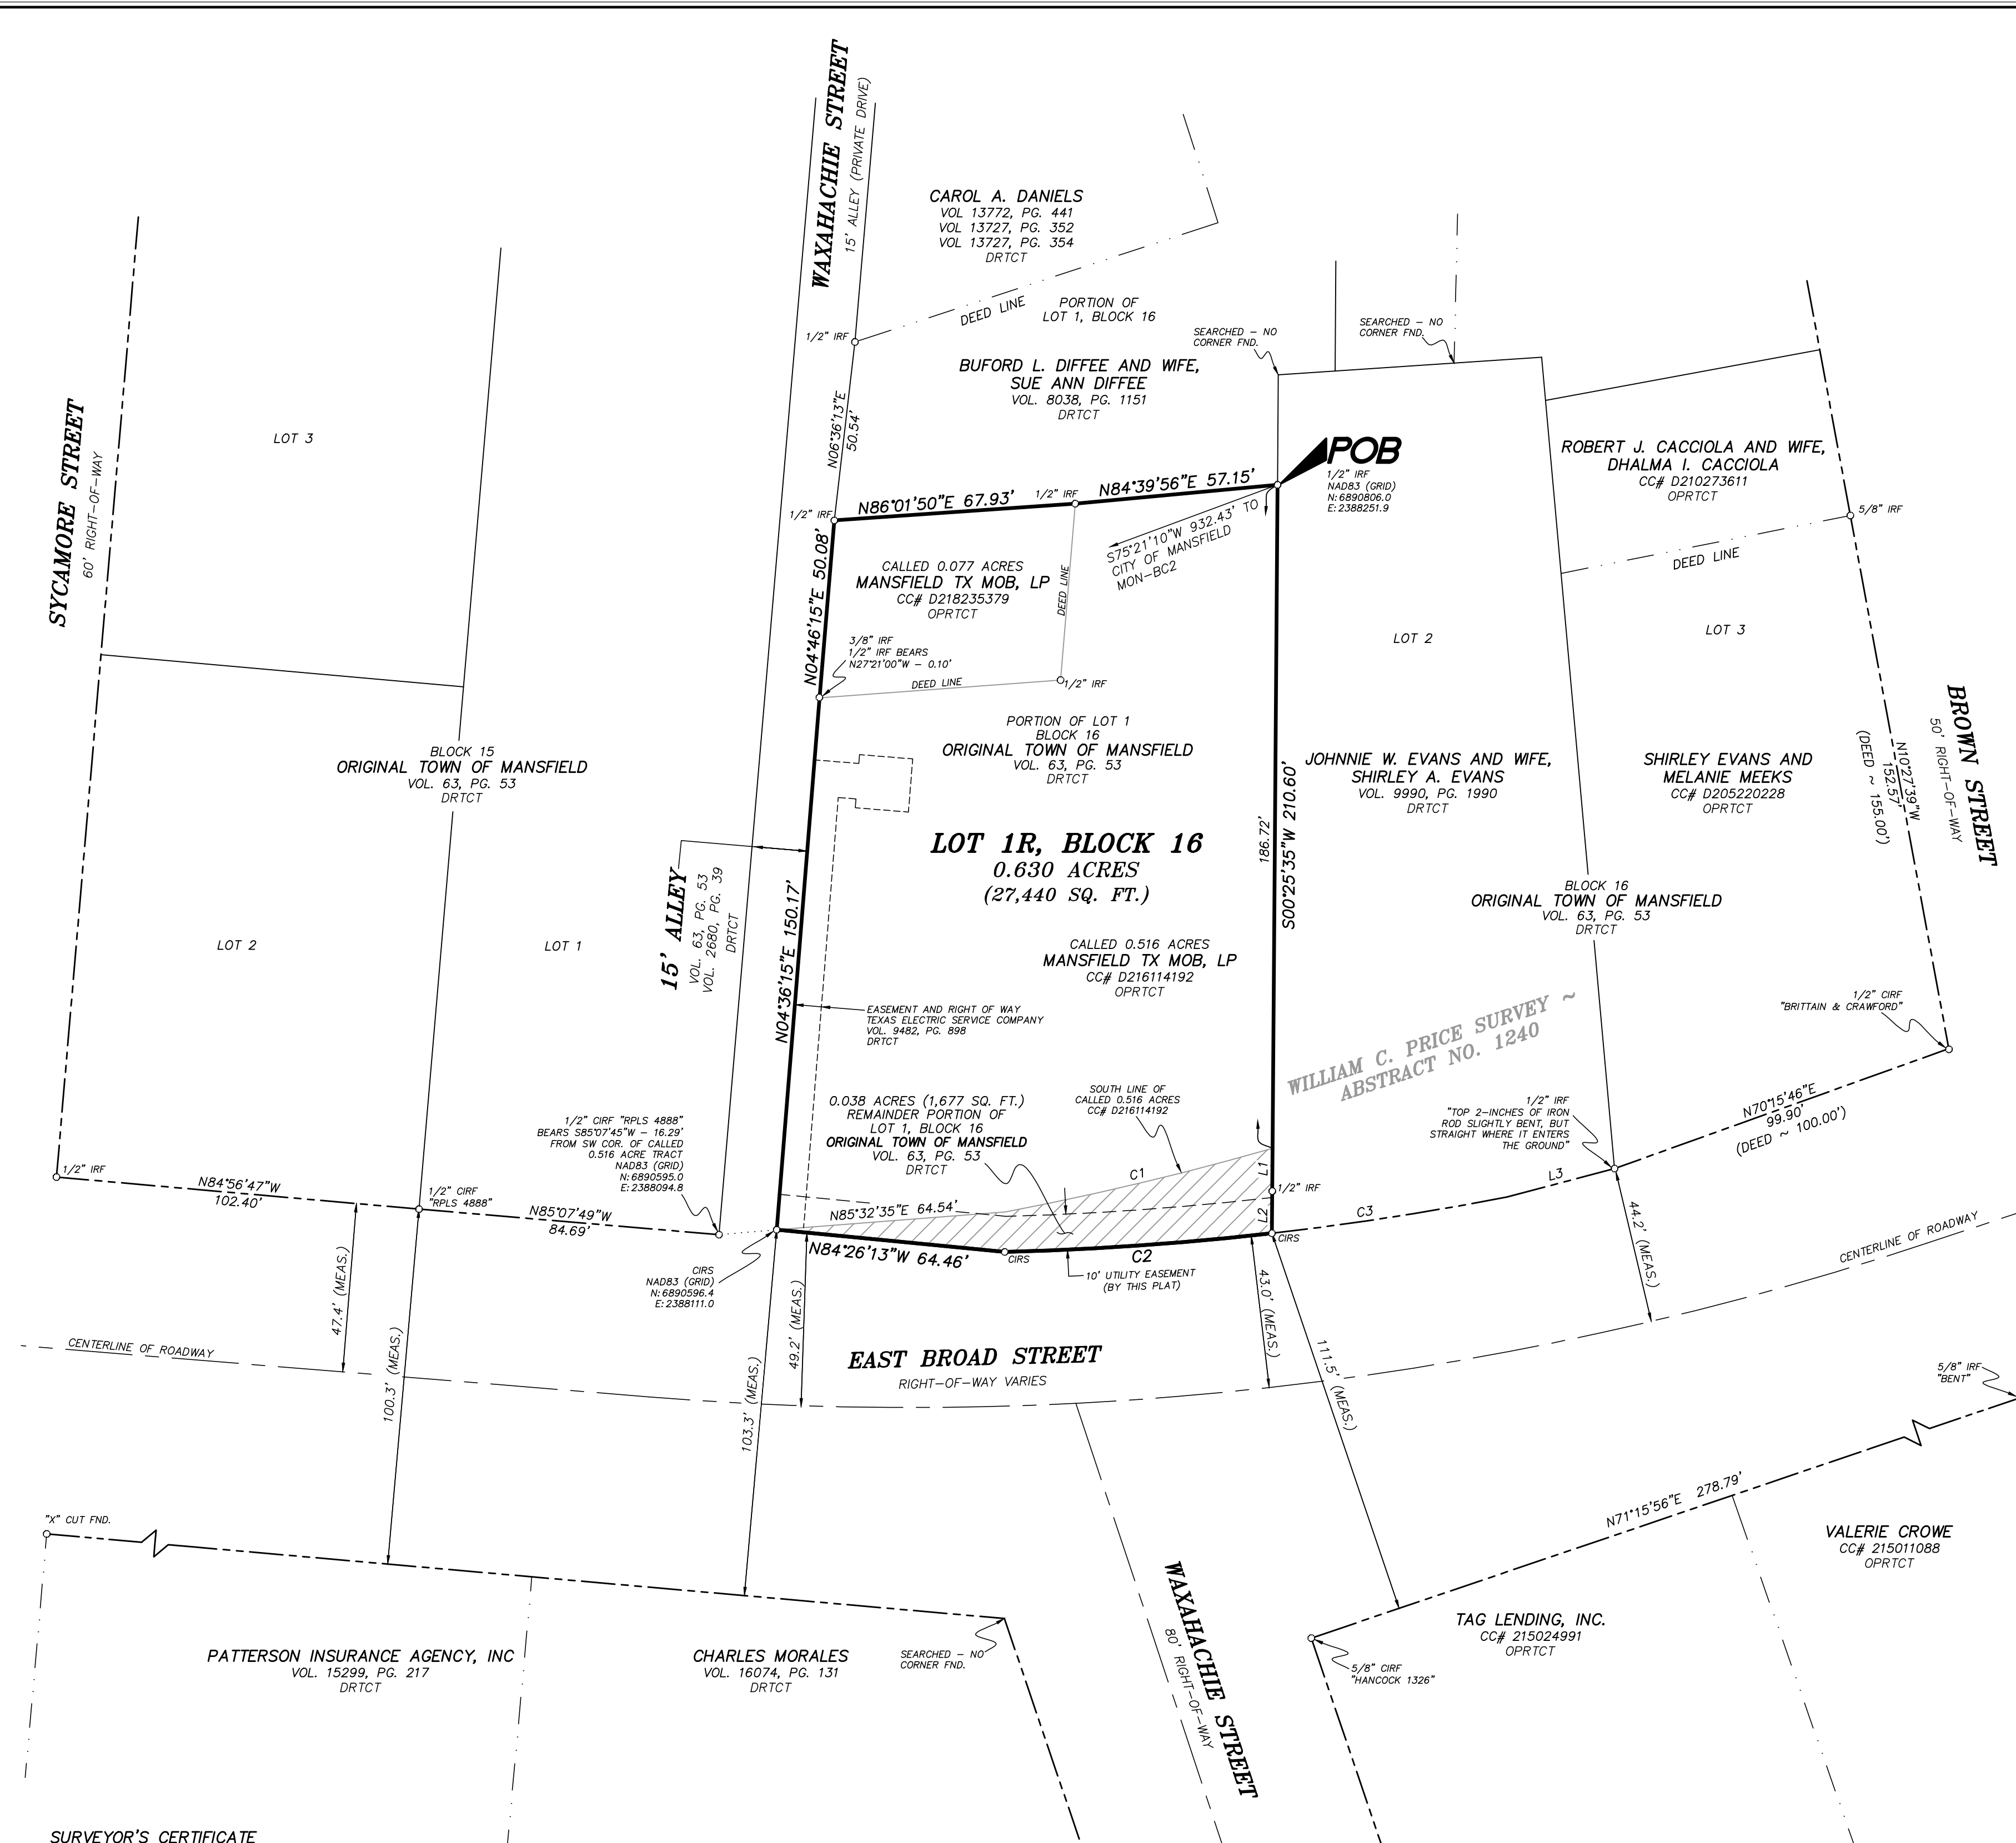 WAXAHACHIE STREET
15' ALLEY (PRIVATE DRIVE)
CAROL A. DANIELS
VOL 13772, PG. 441
VOL 13727, PG. 352
VOL 13727, PG. 354
DRTCT
DEED LINE
PORTION OF
LOT 1, BLOCK 16
1/2" IRF
SEARCHED – NO
CORNER FND.
SEARCHED – NO
CORNER FND.
BUFORD L. DIFFEE AND WIFE,
SUE ANN DIFFEE
VOL. 8038, PG. 1151
DRTCT
N06°36'13"E
50.54'
SYCAMORE STREET
60' RIGHT-OF-WAY
LOT 3
POB
1/2" IRF
NAD83 (GRID)
N: 6890806.0
E: 2388251.9
ROBERT J. CACCIOLA AND WIFE,
DHALMA I. CACCIOLA
CC# D210273611
OPRTCT
5/8" IRF
DEED LINE
1/2" IRF
N86°01'50"E 67.93'
1/2" IRF
N84°39'56"E 57.15'
S75°21'10"W 932.43' TO
CITY OF MANSFIELD
MON-BC2
N04°46'15"E 50.08'
CALLED 0.077 ACRES
MANSFIELD TX MOB, LP
CC# D218235379
OPRTCT
DEED LINE
3/8" IRF
1/2" IRF BEARS
N27°21'00"W – 0.10'
DEED LINE
1/2" IRF
LOT 2
LOT 3
PORTION OF LOT 1
BLOCK 16
ORIGINAL TOWN OF MANSFIELD
VOL. 63, PG. 53
DRTCT
BLOCK 15
ORIGINAL TOWN OF MANSFIELD
VOL. 63, PG. 53
DRTCT
JOHNNIE W. EVANS AND WIFE,
SHIRLEY A. EVANS
VOL. 9990, PG. 1990
DRTCT
SHIRLEY EVANS AND
MELANIE MEEKS
CC# D205220228
OPRTCT
N10°27'39"W
152.57'
(DEED ~ 155.00')
BROWN STREET
50' RIGHT-OF-WAY
186.72'
S00°25'35"W 210.60'
LOT 1R, BLOCK 16
0.630 ACRES
(27,440 SQ. FT.)
15' ALLEY
VOL. 63, PG. 53
VOL. 2680, PG. 39
DRTCT
N04°36'15"E 150.17'
BLOCK 16
ORIGINAL TOWN OF MANSFIELD
VOL. 63, PG. 53
DRTCT
LOT 2
LOT 1
CALLED 0.516 ACRES
MANSFIELD TX MOB, LP
CC# D216114192
OPRTCT
EASEMENT AND RIGHT OF WAY
TEXAS ELECTRIC SERVICE COMPANY
VOL. 9482, PG. 898
DRTCT
WILLIAM C. PRICE SURVEY ~
ABSTRACT NO. 1240
1/2" CIRF
"BRITTAIN & CRAWFORD"
0.038 ACRES (1,677 SQ. FT.)
REMAINDER PORTION OF
LOT 1, BLOCK 16
ORIGINAL TOWN OF MANSFIELD
VOL. 63, PG. 53
DRTCT
SOUTH LINE OF
CALLED 0.516 ACRES
CC# D216114192
1/2" IRF
"TOP 2-INCHES OF IRON
ROD SLIGHTLY BENT, BUT
STRAIGHT WHERE IT ENTERS
THE GROUND"
N70°15'46"E
99.90'
(DEED ~ 100.00')
1/2" CIRF "RPLS 4888"
BEARS S85°07'45"W – 16.29'
FROM SW COR. OF CALLED
0.516 ACRE TRACT
NAD83 (GRID)
N: 6890595.0
E: 2388094.8
1/2" IRF
N84°56'47"W
102.40'
1/2" CIRF
"RPLS 4888"
N85°07'49"W
84.69'
N85°32'35"E 64.54'
C1
L1
1/2" IRF
L2
C3
L3
CIRS
N84°26'13"W 64.46'
CIRS
C2
10' UTILITY EASEMENT
(BY THIS PLAT)
CIRS
NAD83 (GRID)
N: 6890596.4
E: 2388111.0
47.4' (MEAS.)
100.3' (MEAS.)
103.3' (MEAS.)
49.2' (MEAS.)
43.0' (MEAS.)
111.5' (MEAS.)
44.2' (MEAS.)
CENTERLINE OF ROADWAY
CENTERLINE OF ROADWAY
EAST BROAD STREET
RIGHT-OF-WAY VARIES
5/8" IRF
"BENT"
N71°15'56"E 278.79'
"X" CUT FND.
VALERIE CROWE
CC# 215011088
OPRTCT
WAXAHACHIE STREET
80' RIGHT-OF-WAY
TAG LENDING, INC.
CC# 215024991
OPRTCT
5/8" CIRF
"HANCOCK 1326"
PATTERSON INSURANCE AGENCY, INC
VOL. 15299, PG. 217
DRTCT
CHARLES MORALES
VOL. 16074, PG. 131
DRTCT
SEARCHED – NO
CORNER FND.
SURVEYOR'S CERTIFICATE